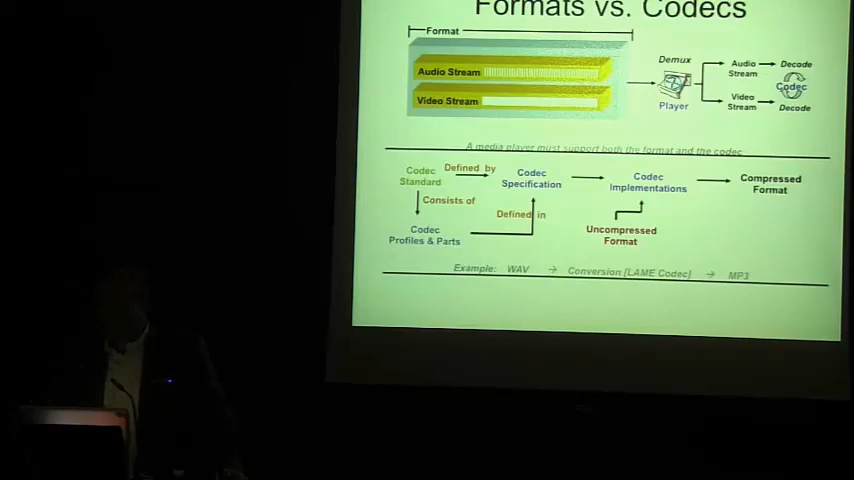 Formats vs. Codecs
Format
Audio Stream
Video Stream
Demux
Player
Audio
Stream
Video
Stream
Decode
Codec
Decode
A media player must support both the format and the codec
Codec
Standard
Defined by
Codec
Specification
Codec
Implementations
Compressed
Format
Consists of
Defined in
Codec
Profiles & Parts
Uncompressed
Format
Example: WAV → Conversion [LAME Codec] → MP3